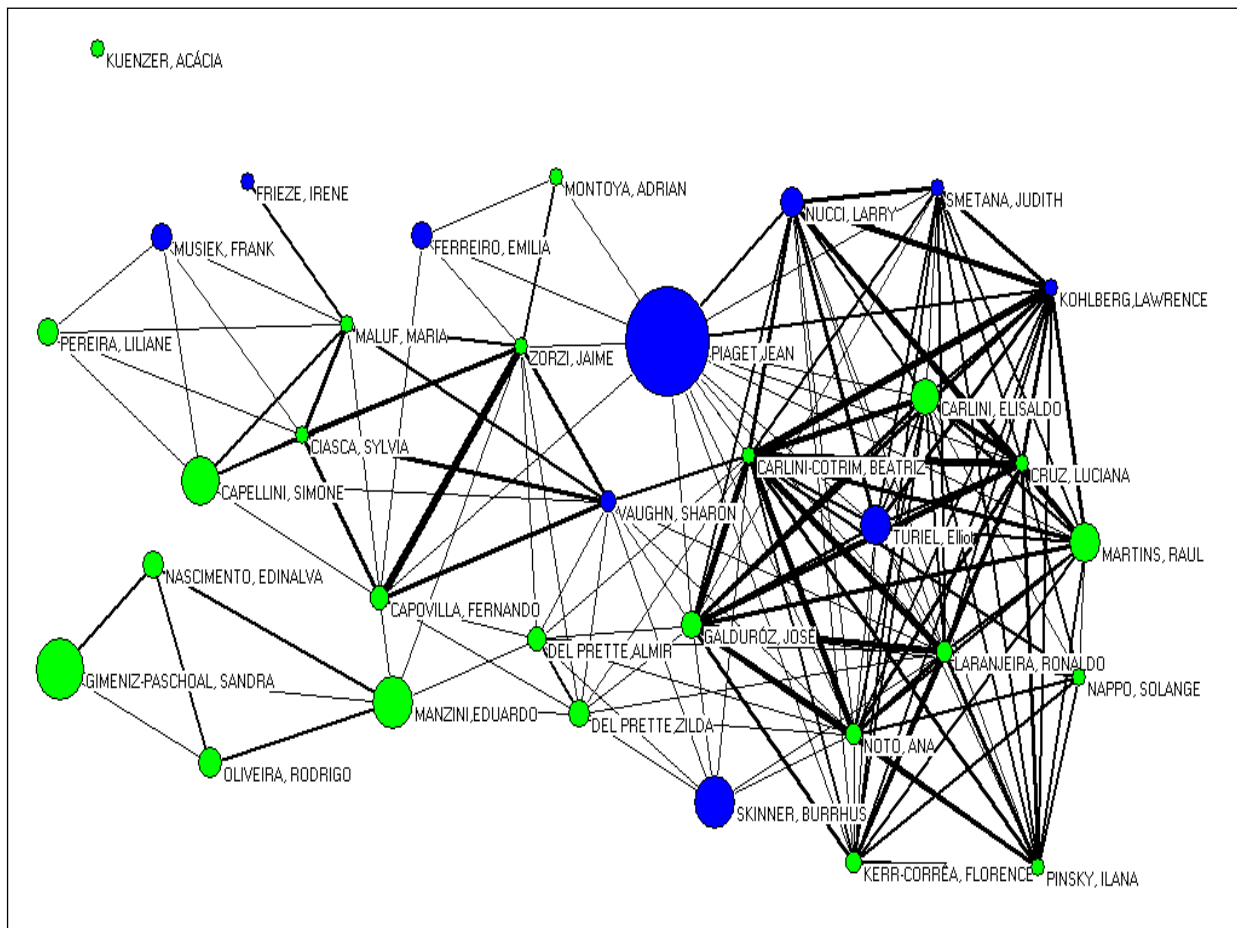 KUENZER, ACÁCIA
MONTOYA, ADRIAN
FRIEZE, IRENE
SMETANA, JUDITH
NUCCI, LARRY
MUSIEK, FRANK
FERREIRO, EMILIA
KOHLBERG,LAWRENCE
PEREIRA, LILIANE
MALUF, MARIA
ZORZI, JAIME
PIAGET,JEAN
CARLINI, ELISALDO
CIASCA, SYLVIA
CARLINI-COTRIM, BEATRIZ
CRUZ, LUCIANA
CAPELLINI, SIMONE
VAUGHN, SHARON
TURIEL, Elliot
MARTINS, RAUL
NASCIMENTO, EDINALVA
CAPOVILLA, FERNANDO
GALDURÓZ, JOSÉ
DEL PRETTE,ALMIR
LARANJEIRA, RONALDO
GIMENIZ-PASCHOAL, SANDRA
NAPPO, SOLANGE
MANZINI,EDUARDO
DEL PRETTE,ZILDA
NOTO, ANA
OLIVEIRA, RODRIGO
SKINNER, BURRHUS
KERR-CORRÊA, FLORENCE
PINSKY, ILANA